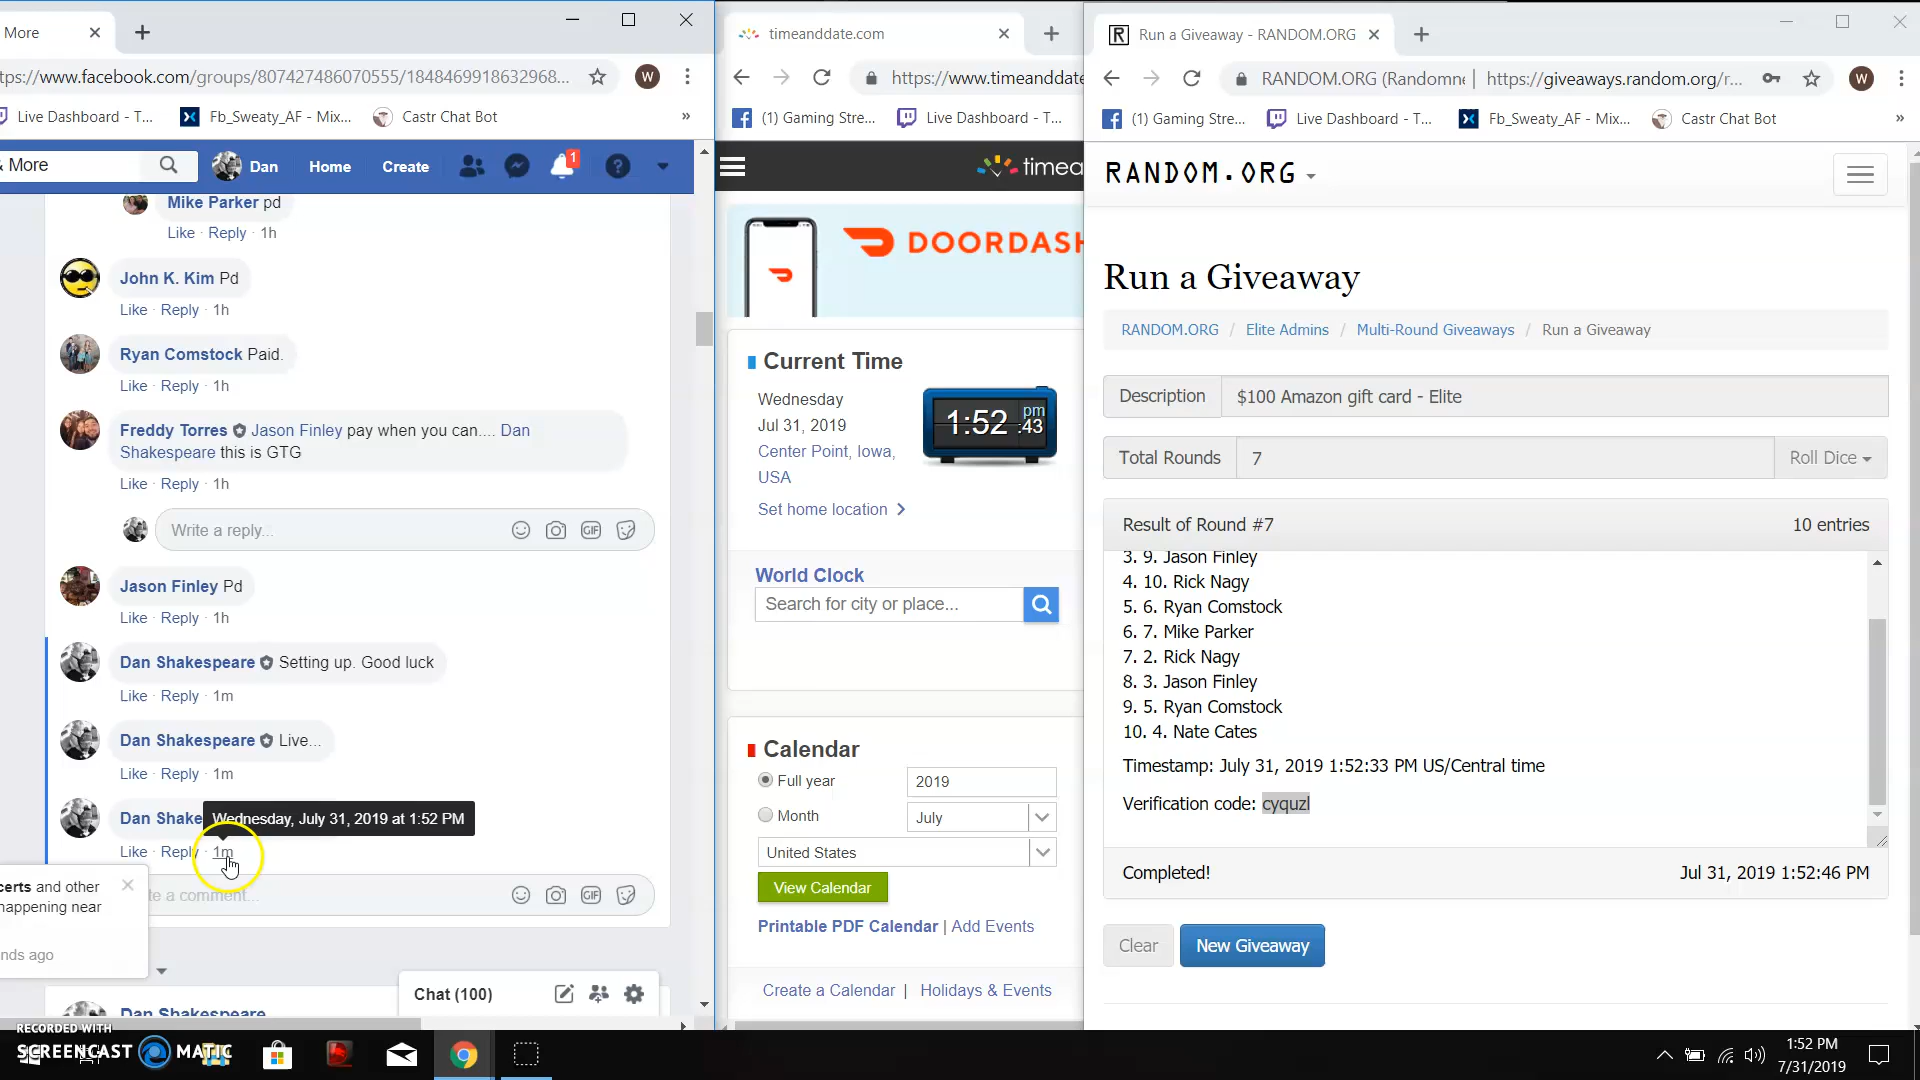 More
tps://www.facebook.com/groups/807427486070555/1848469918632968...
W
Live Dashboard - T...
Fb_Sweaty_AF - Mix...
Castr Chat Bot
»
& More
Dan
Home
Create
1
Mike Parker pd
Like · Reply · 1h
John K. Kim Pd
Like · Reply · 1h
Ryan Comstock Paid.
Like · Reply · 1h
Freddy Torres Jason Finley pay when you can.... Dan
Shakespeare this is GTG
Like · Reply · 1h
Write a reply...
GIF
Jason Finley Pd
Like · Reply · 1h
Dan Shakespeare Setting up. Good luck
Like · Reply · 1m
Dan Shakespeare Live...
Like · Reply · 1m
Dan Shake
Wednesday, July 31, 2019 at 1:52 PM
Like · Reply · 1m
te a comment...
GIF
certs and other
happening near
nds ago
Chat (100)
Dan Shakespeare
timeanddate.com
https://www.timeanddate
(1) Gaming Stre...
Live Dashboard - T...
timea
DOORDASH
Current Time
Wednesday
Jul 31, 2019
Center Point, Iowa,
USA
1:52 pm :43
Set home location
World Clock
Search for city or place...
Calendar
Full year
2019
Month
July
United States
View Calendar
Printable PDF Calendar | Add Events
Create a Calendar | Holidays & Events
R
Run a Giveaway - RANDOM.ORG
RANDOM.ORG (Randomne | https://giveaways.random.org/r...
W
(1) Gaming Stre...
Live Dashboard - T...
Fb_Sweaty_AF - Mix...
Castr Chat Bot
»
RANDOM.ORG
Run a Giveaway
RANDOM.ORG / Elite Admins / Multi-Round Giveaways / Run a Giveaway
Description
$100 Amazon gift card - Elite
Total Rounds
7
Roll Dice
Result of Round #7
10 entries
3. 9. Jason Finley
4. 10. Rick Nagy
5. 6. Ryan Comstock
6. 7. Mike Parker
7. 2. Rick Nagy
8. 3. Jason Finley
9. 5. Ryan Comstock
10. 4. Nate Cates
Timestamp: July 31, 2019 1:52:33 PM US/Central time
Verification code: cyquzl
Completed!
Jul 31, 2019 1:52:46 PM
Clear
New Giveaway
RECORDED WITH
SCREENCAST MATIC
1:52 PM
7/31/2019